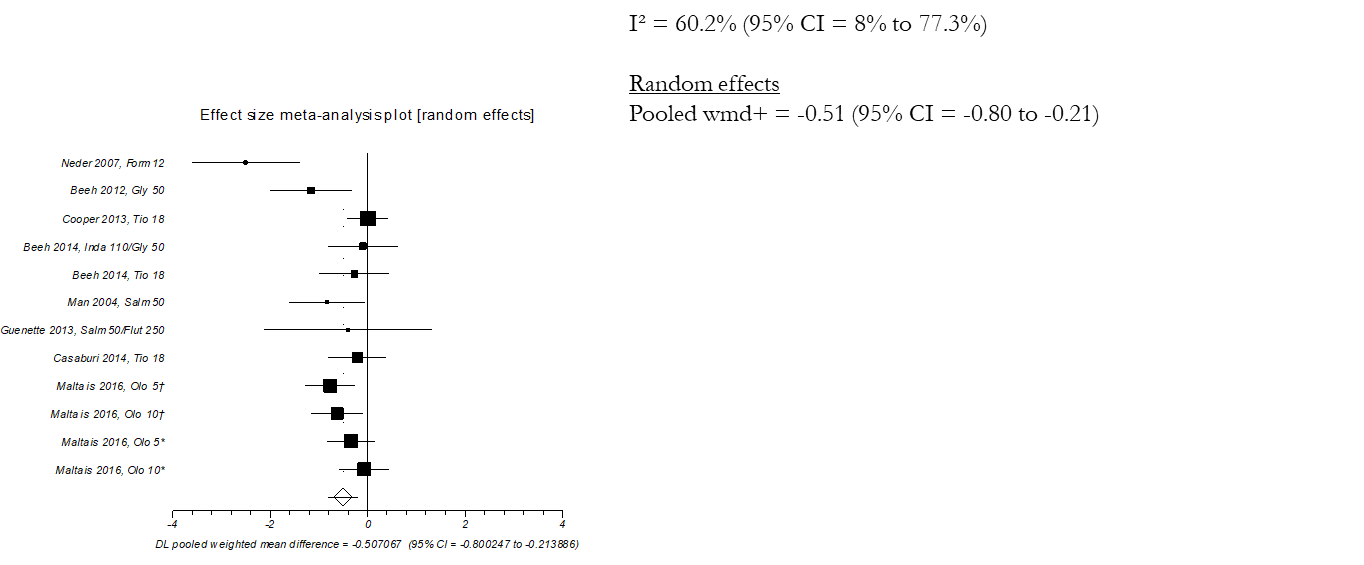 I² = 60.2% (95% CI = 8% to 77.3%)
Random effects
Pooled wmd+ = -0.51 (95% CI = -0.80 to -0.21)
Effect size meta-analysis plot [random effects]
Neder 2007, Form 12
Beeh 2012, Gly 50
Cooper 2013, Tio 18
Beeh 2014, Inda 110/Gly 50
Beeh 2014, Tio 18
Man 2004, Salm 50
Guenette 2013, Salm 50/Flut 250
Casaburi 2014, Tio 18
Maltais 2016, Olo 5†
Maltais 2016, Olo 10†
Maltais 2016, Olo 5*
Maltais 2016, Olo 10*
-4 -2 0 2 4
DL pooled weighted mean difference = -0.507067 (95% CI = -0.800247 to -0.213886)